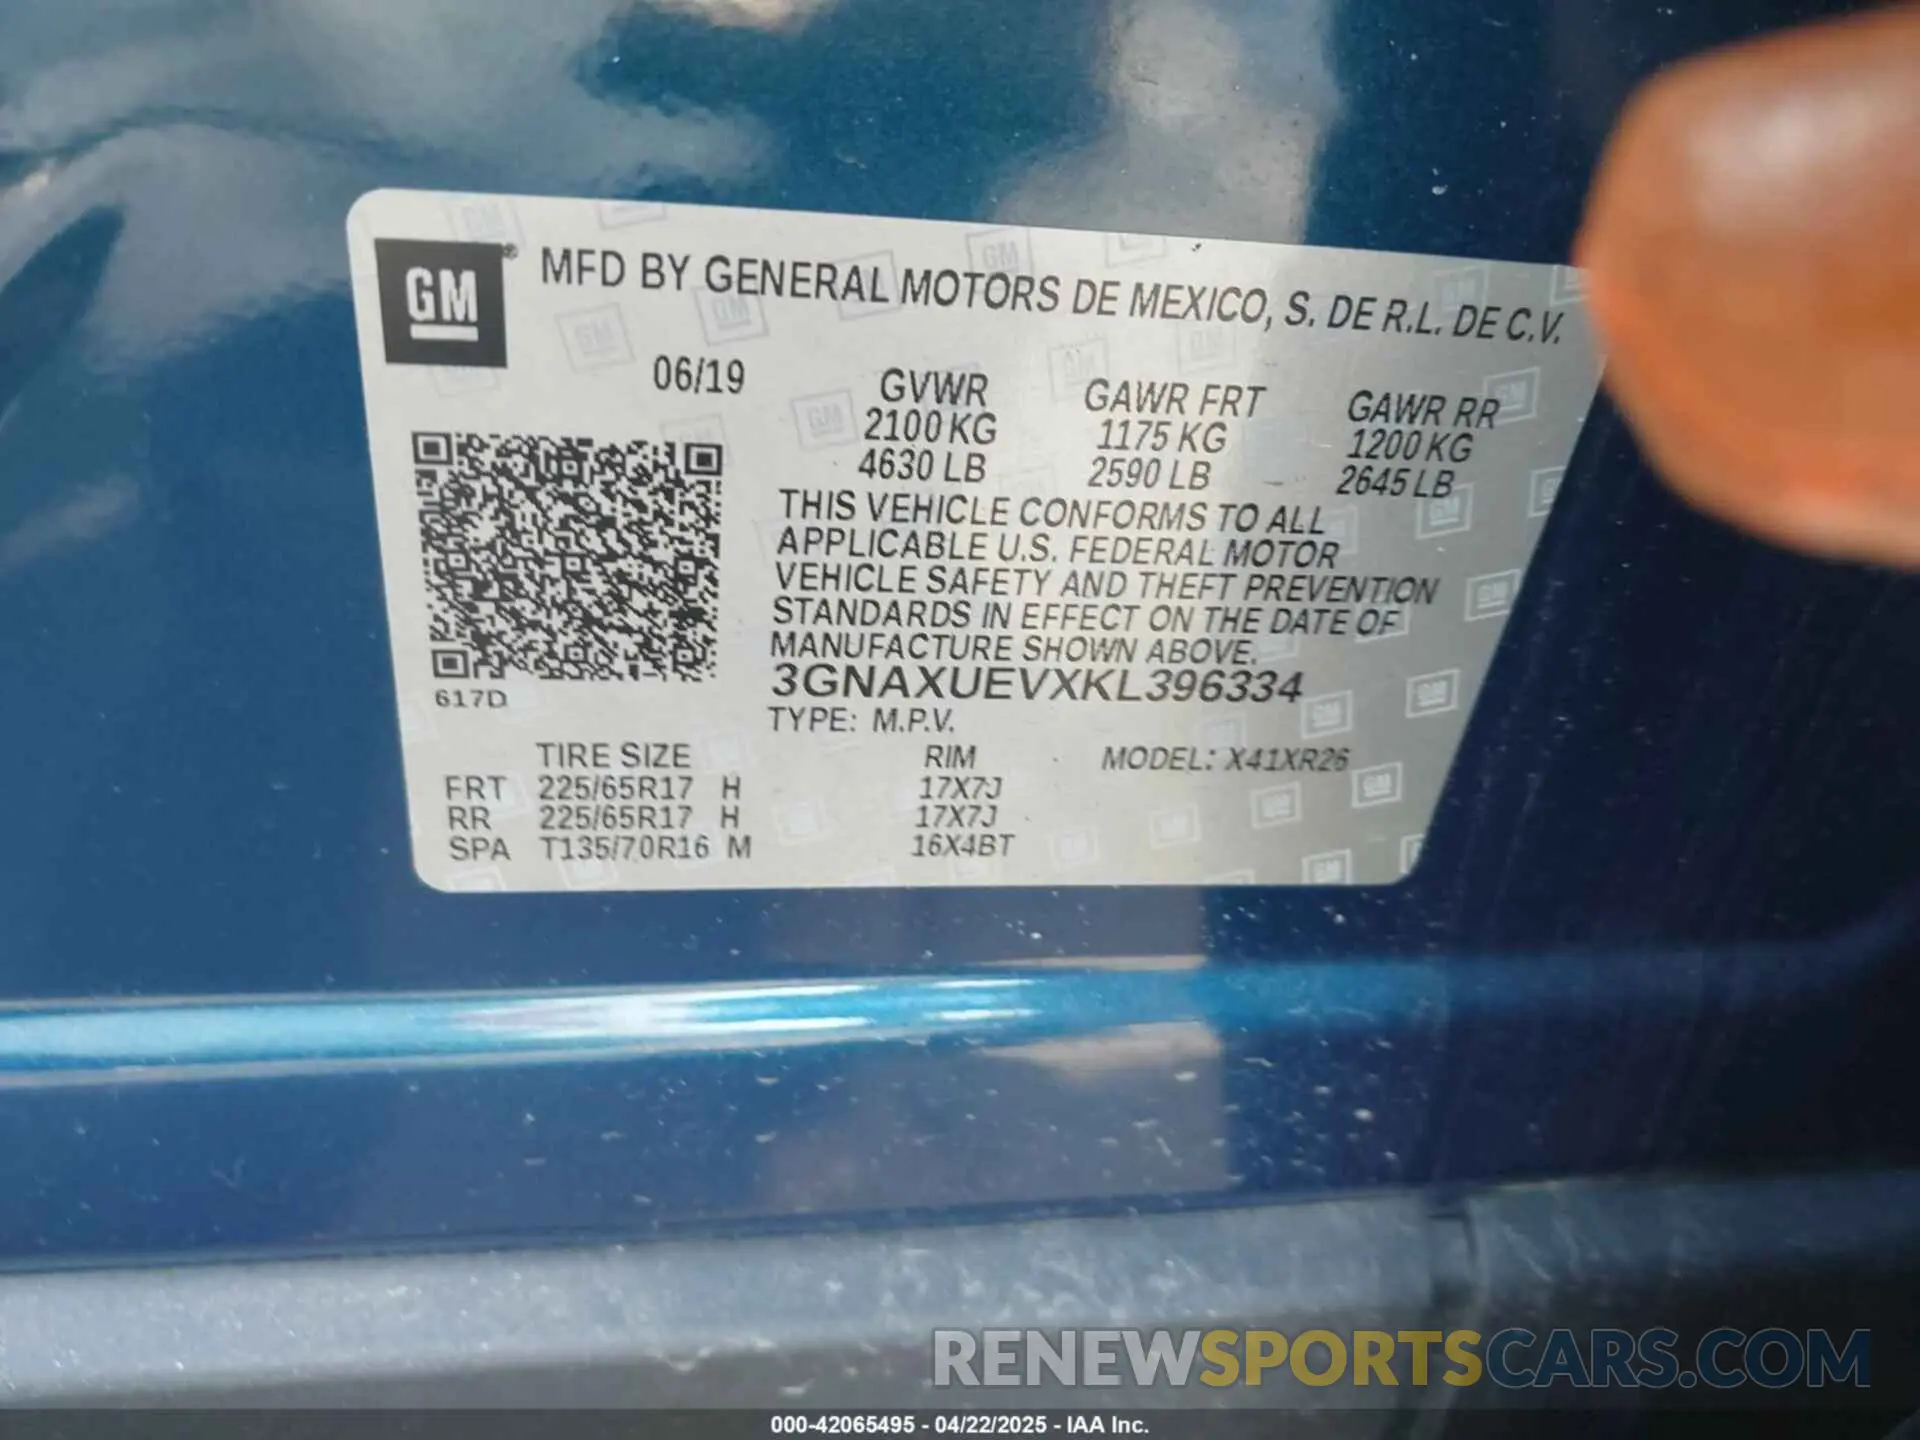 GM® MFD BY GENERAL MOTORS DE MEXICO, S. DE R.L. DE C.V.
06/19
GVWR GAWR FRT GAWR RR
2100 KG 1175 KG 1200 KG
4630 LB 2590 LB 2645 LB
THIS VEHICLE CONFORMS TO ALL
APPLICABLE U.S. FEDERAL MOTOR
VEHICLE SAFETY AND THEFT PREVENTION
STANDARDS IN EFFECT ON THE DATE OF
MANUFACTURE SHOWN ABOVE.
3GNAXUEVXKL396334
617D
TYPE: M.P.V.
TIRE SIZE RIM MODEL: X41XR26
FRT 225/65R17 H 17X7J
RR 225/65R17 H 17X7J
SPA T135/70R16 M 16X4BT
RENEWSPORTSCARS.COM
000-42065495 - 04/22/2025 - IAA Inc.